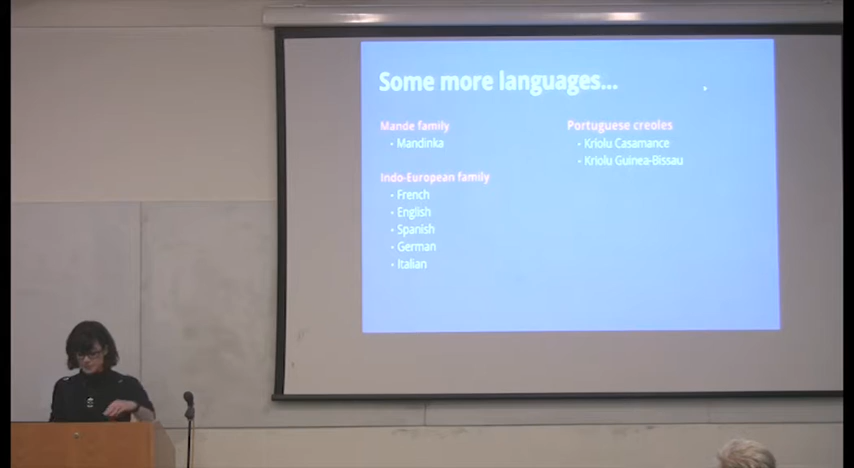 Some more languages...
Mande family
• Mandinka
Indo-European family
• French
• English
• Spanish
• German
• Italian
Portuguese creoles
• Kriolu Casamance
• Kriolu Guinea-Bissau